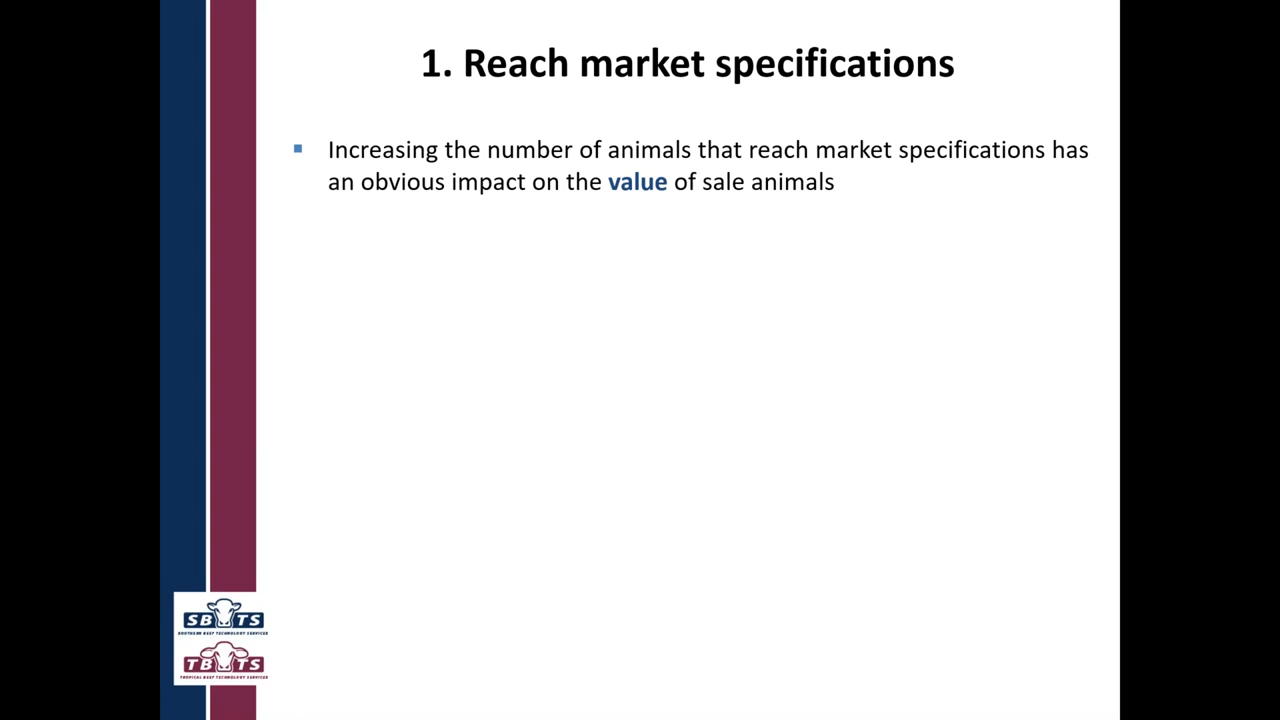 1. Reach market specifications
Increasing the number of animals that reach market specifications has
an obvious impact on the value of sale animals
SBTS
SOUTHERN BEEF TECHNOLOGY SERVICES
TBTS
TROPICAL BEEF TECHNOLOGY SERVICES